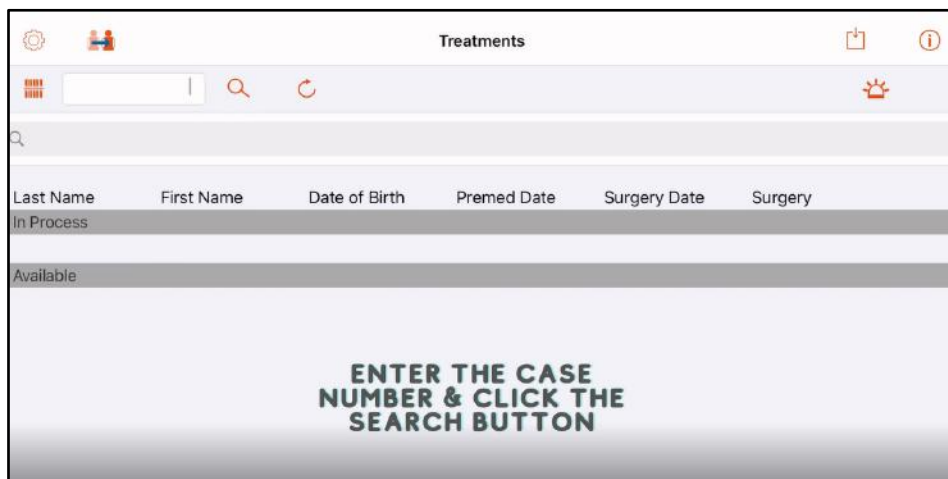 Treatments
Last Name First Name Date of Birth Premed Date Surgery Date Surgery
In Process
Available
ENTER THE CASE
NUMBER & CLICK THE
SEARCH BUTTON